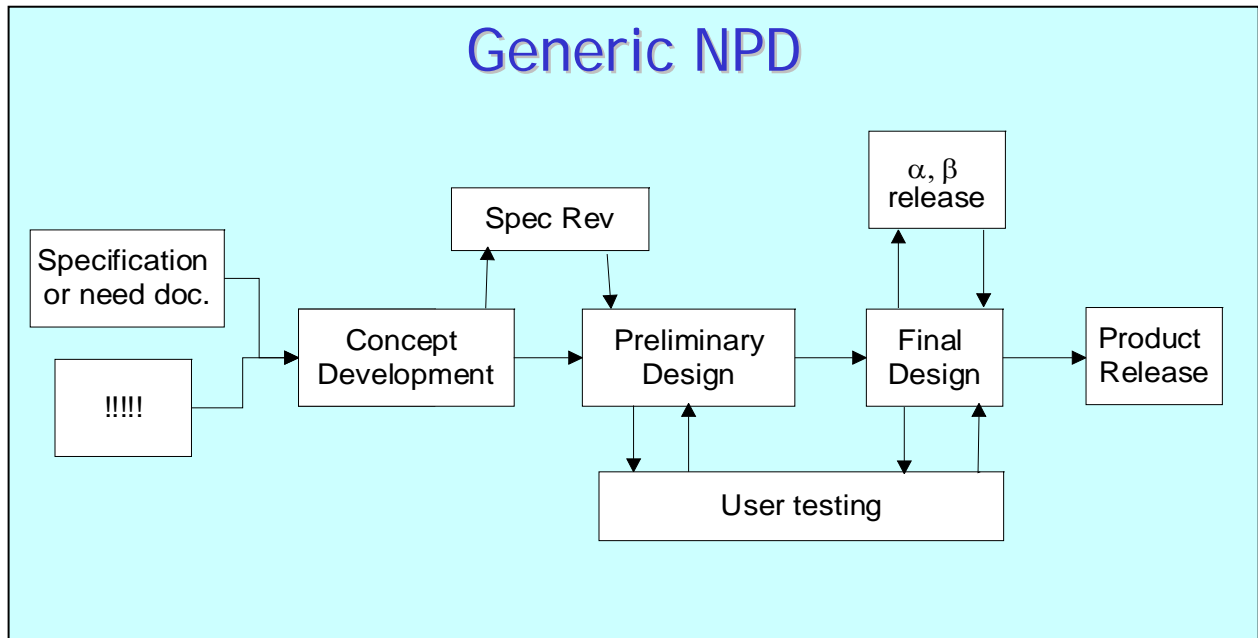 Generic NPD
Specification
or need doc.
!!!!!
Concept
Development
Spec Rev
Preliminary
Design
α, β
release
Final
Design
User testing
Product
Release